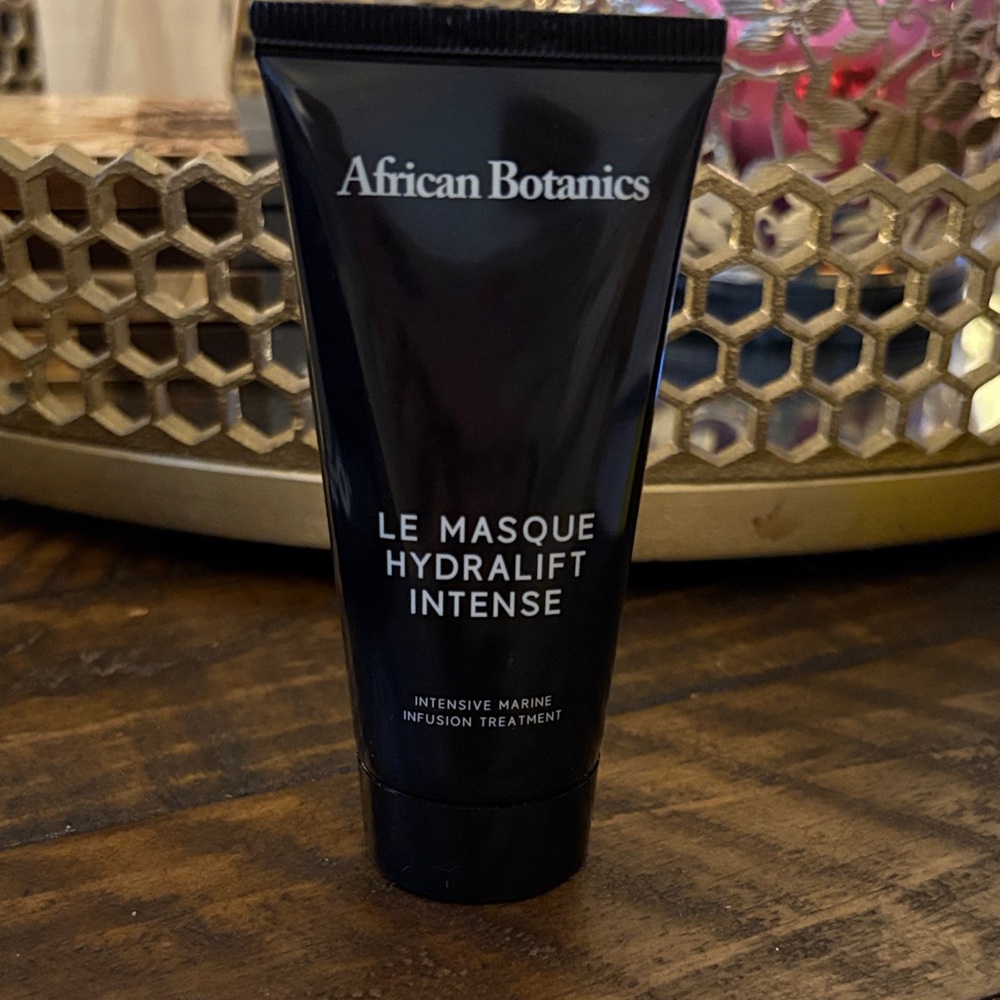 African Botanics
LE MASQUE
HYDRALIFT
INTENSE
INTENSIVE MARINE
INFUSION TREATMENT